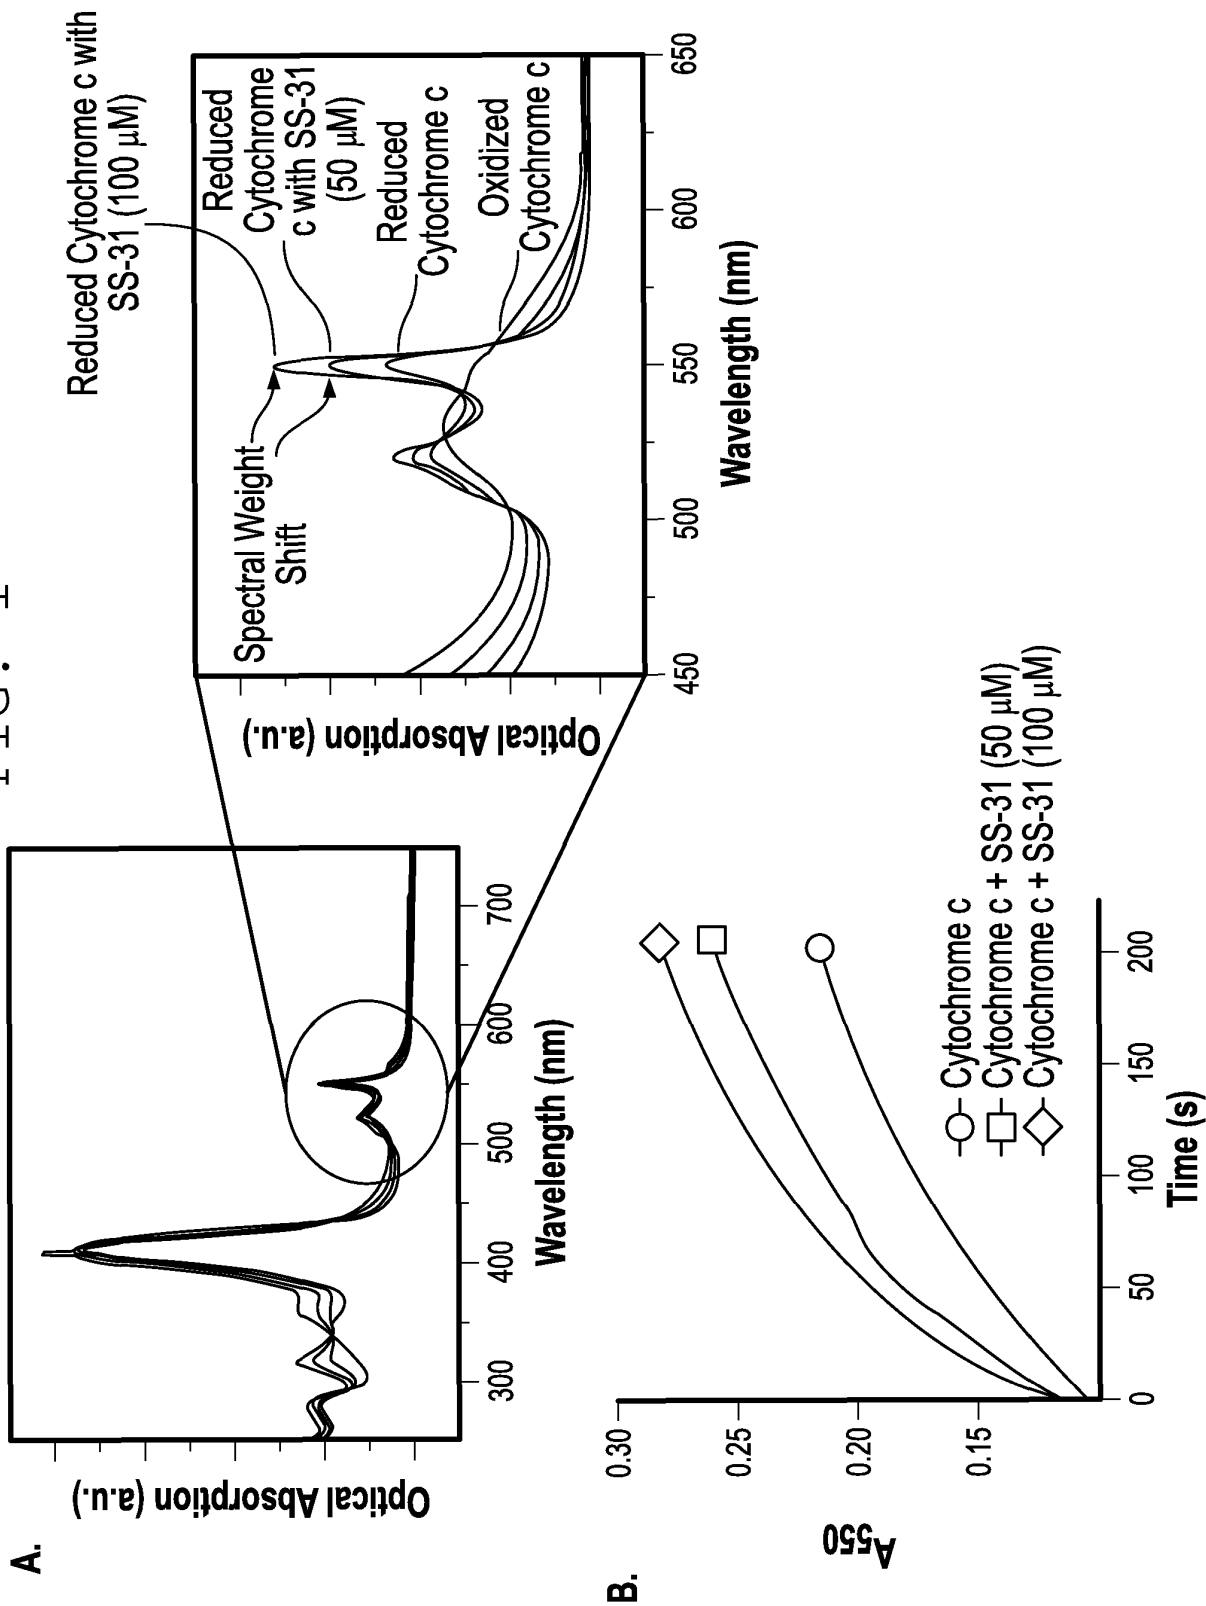 FIG. 1
A.
Optical Absorption (a.u.)
300
400
500
600
700
Wavelength (nm)
Reduced Cytochrome c with
SS-31 (100 µM)
Spectral Weight
Shift
Reduced
Cytochrome
c with SS-31
(50 µM)
Reduced
Cytochrome c
Oxidized
Cytochrome c
Optical Absorption (a.u.)
450
500
550
600
650
Wavelength (nm)
B.
A550
0.30
0.25
0.20
0.15
0
50
100
150
200
Time (s)
Cytochrome c
Cytochrome c + SS-31 (50 µM)
Cytochrome c + SS-31 (100 µM)